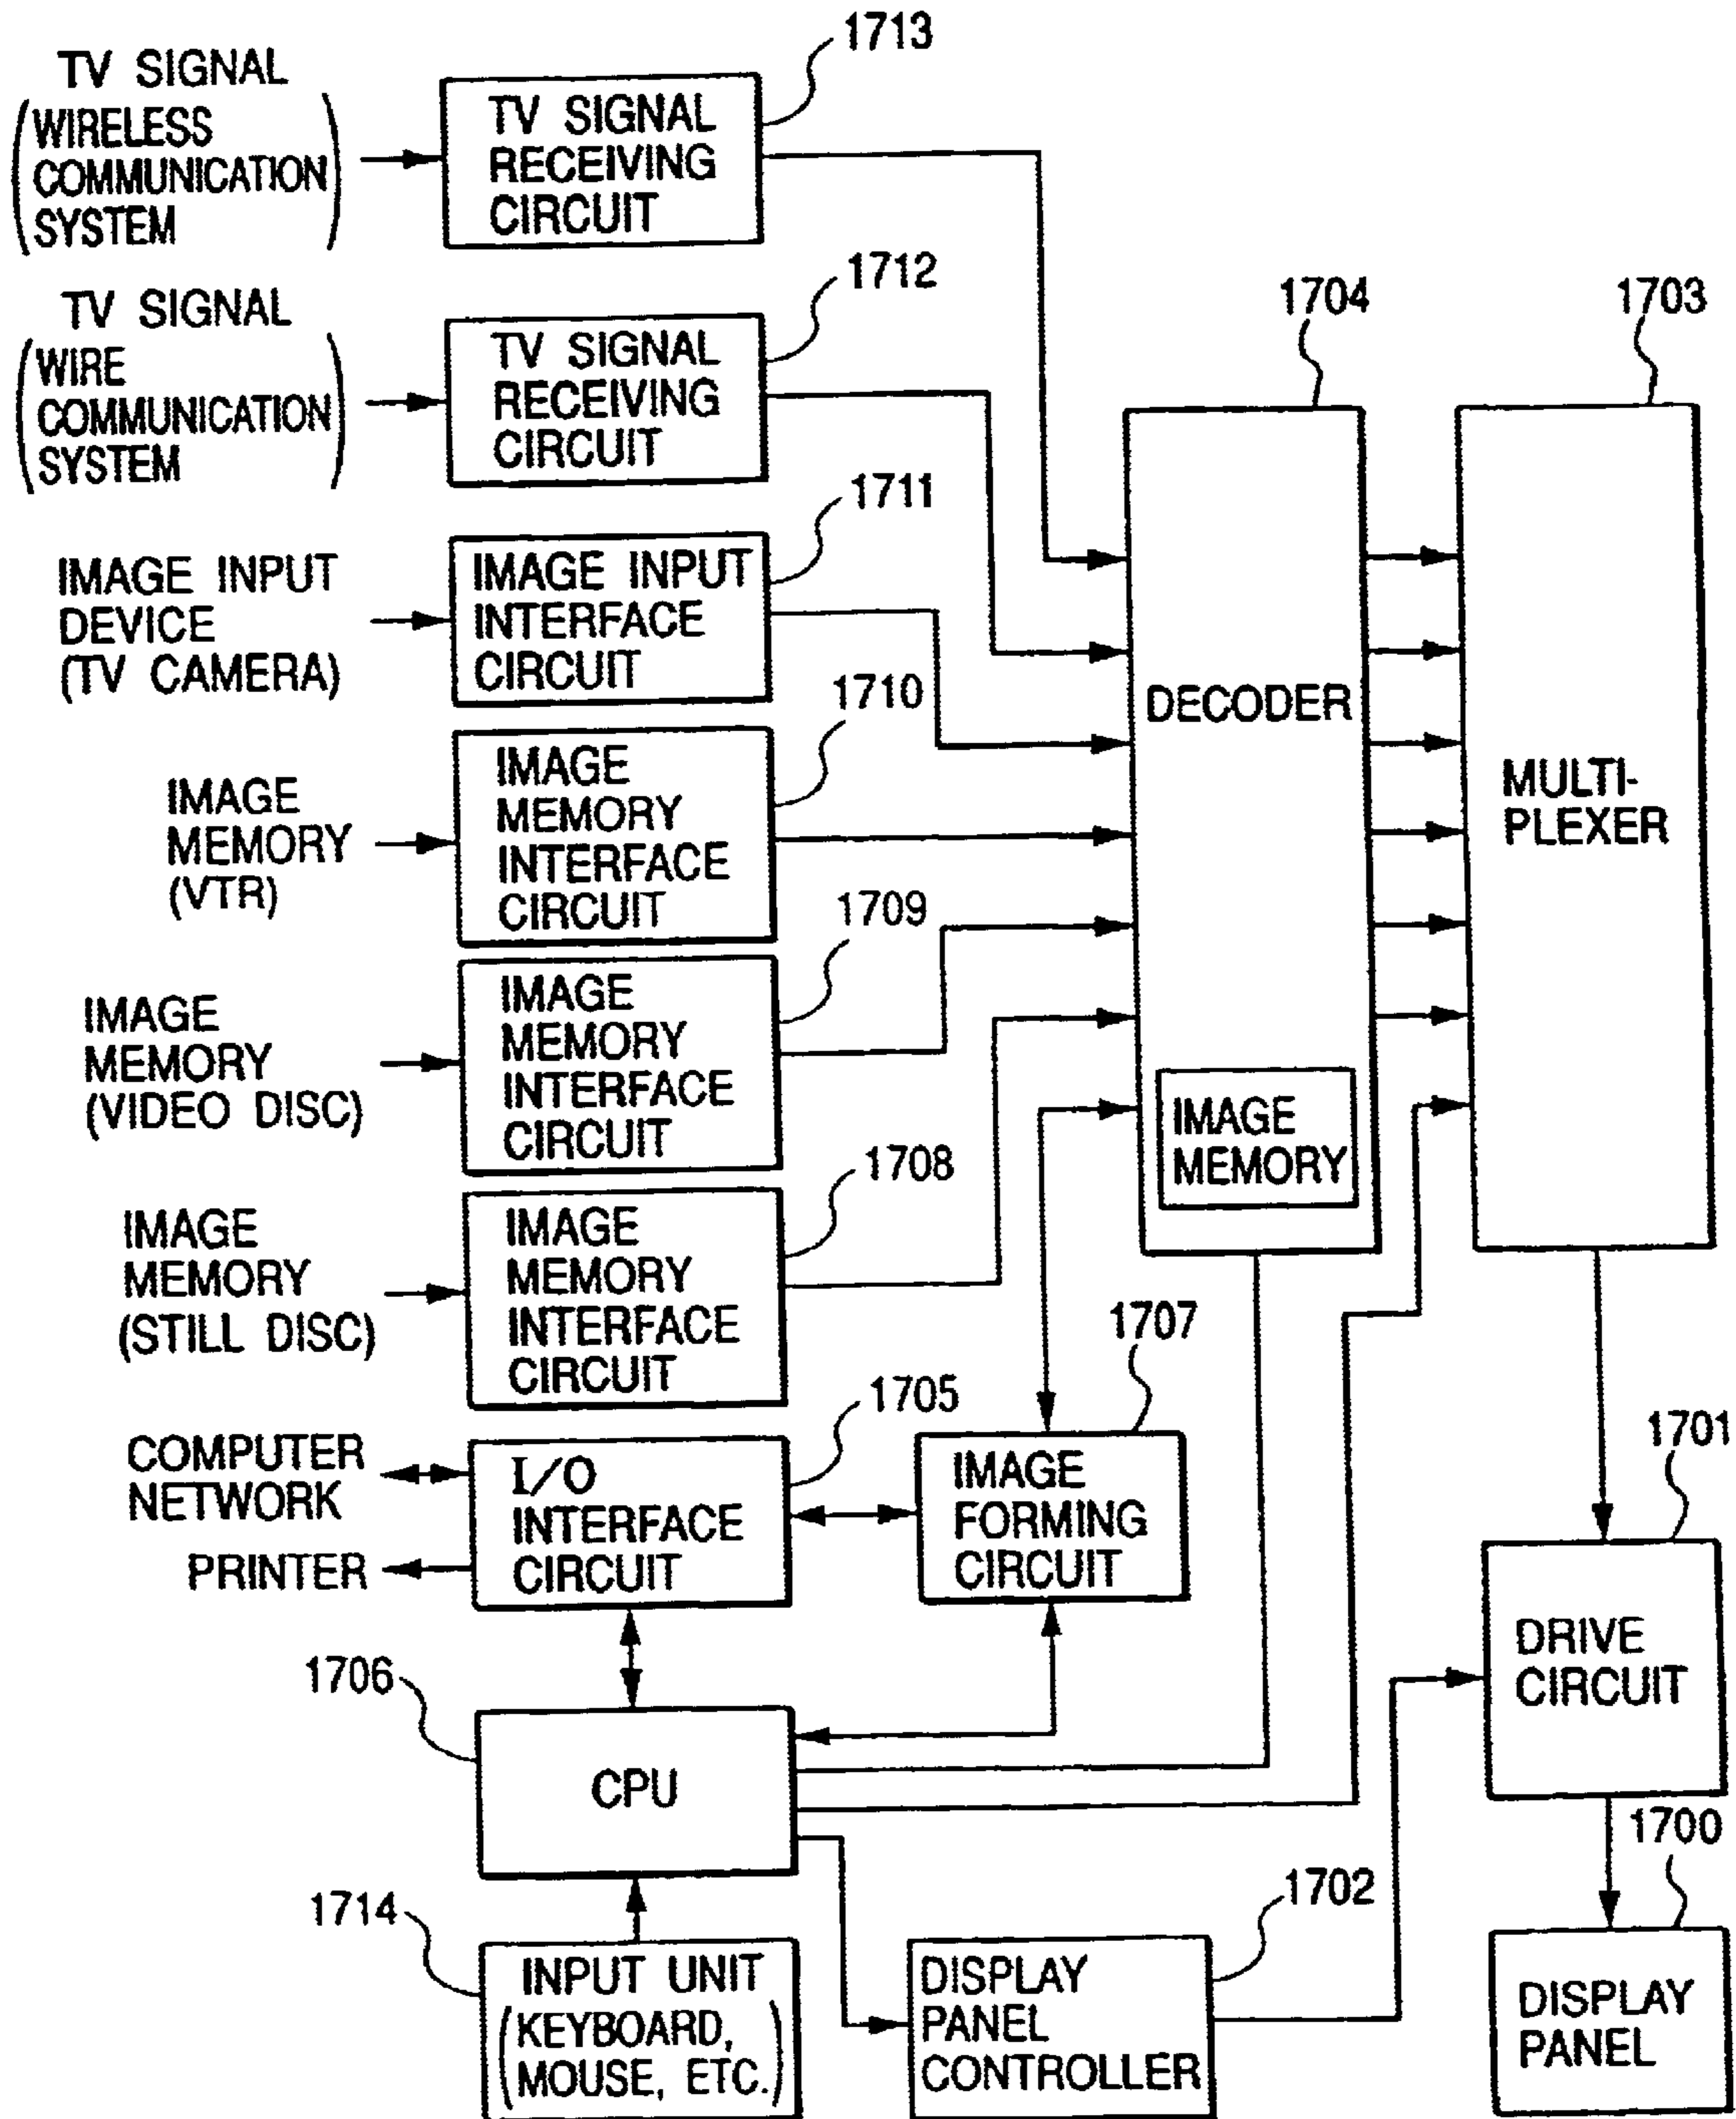 1713
TV SIGNAL
(WIRELESS
COMMUNICATION
SYSTEM)
TV SIGNAL
RECEIVING
CIRCUIT
1712
TV SIGNAL
(WIRE
COMMUNICATION
SYSTEM)
TV SIGNAL
RECEIVING
CIRCUIT
1704
1703
1711
IMAGE INPUT
DEVICE
(TV CAMERA)
IMAGE INPUT
INTERFACE
CIRCUIT
DECODER
MULTI-
PLEXER
1710
IMAGE
MEMORY
(VTR)
IMAGE
MEMORY
INTERFACE
CIRCUIT
1709
IMAGE
MEMORY
(VIDEO DISC)
IMAGE
MEMORY
INTERFACE
CIRCUIT
IMAGE
MEMORY
1708
IMAGE
MEMORY
(STILL DISC)
IMAGE
MEMORY
INTERFACE
CIRCUIT
1707
1705
COMPUTER
NETWORK
PRINTER
I/O
INTERFACE
CIRCUIT
IMAGE
FORMING
CIRCUIT
1701
DRIVE
CIRCUIT
1706
CPU
1700
1714
INPUT UNIT
(KEYBOARD,
MOUSE, ETC.)
1702
DISPLAY
PANEL
CONTROLLER
DISPLAY
PANEL